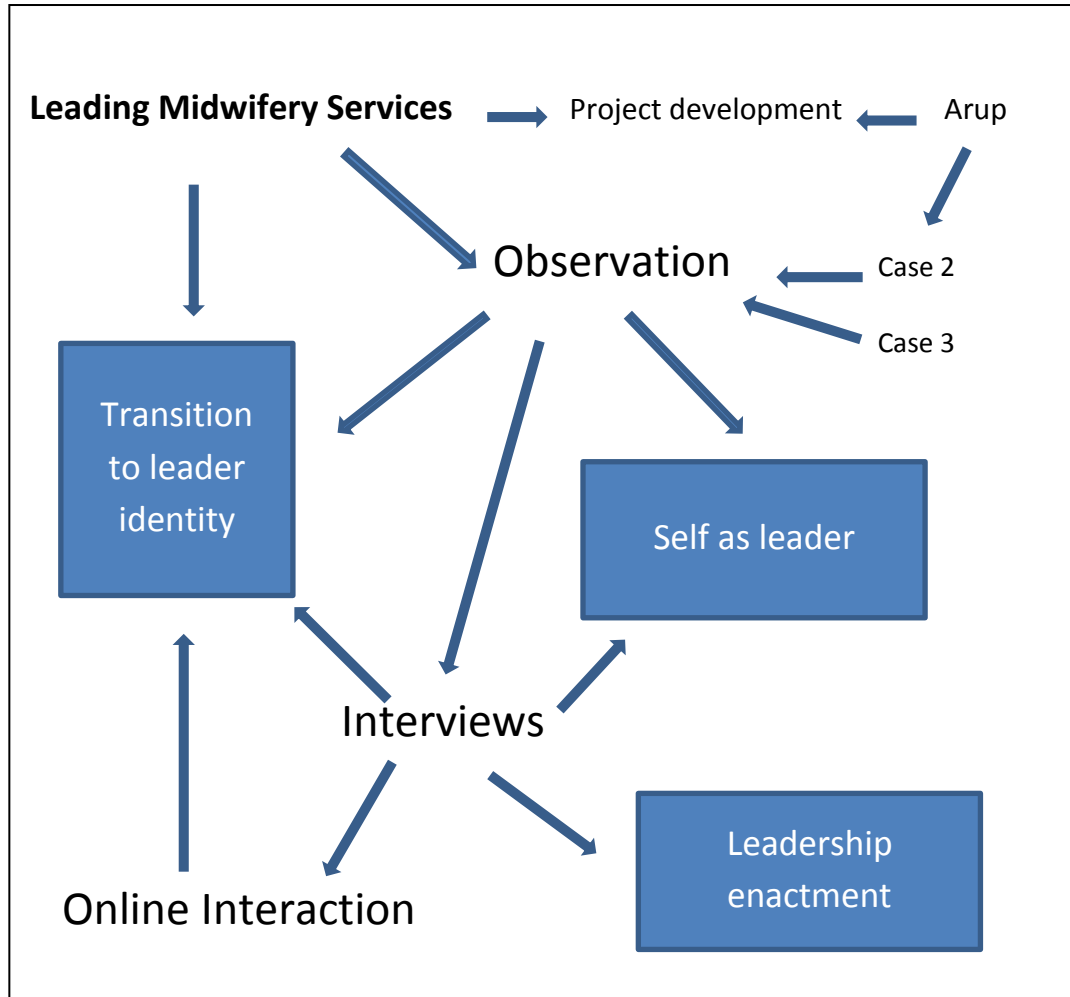 Leading Midwifery Services
Project development
Arup
Observation
Case 2
Case 3
Transition
to leader
identity
Self as leader
Interviews
Leadership
enactment
Online Interaction